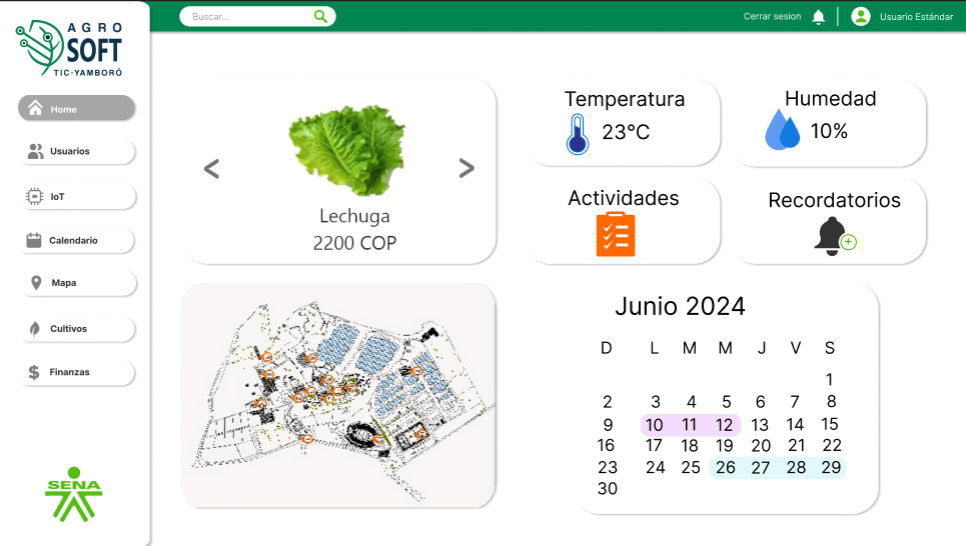 AGRO
SOFT
TIC-YAMBORÓ
Buscar...
Cerrar sesion
Usuario Estándar
Home
Usuarios
IoT
Calendario
Mapa
Cultivos
$ Finanzas
SENA
<
>
Lechuga
2200 COP
Temperatura
23°C
Humedad
10%
Actividades
Recordatorios
Junio 2024
D L M M J V S
1
2 3 4 5 6 7 8
9 10 11 12 13 14 15
16 17 18 19 20 21 22
23 24 25 26 27 28 29
30